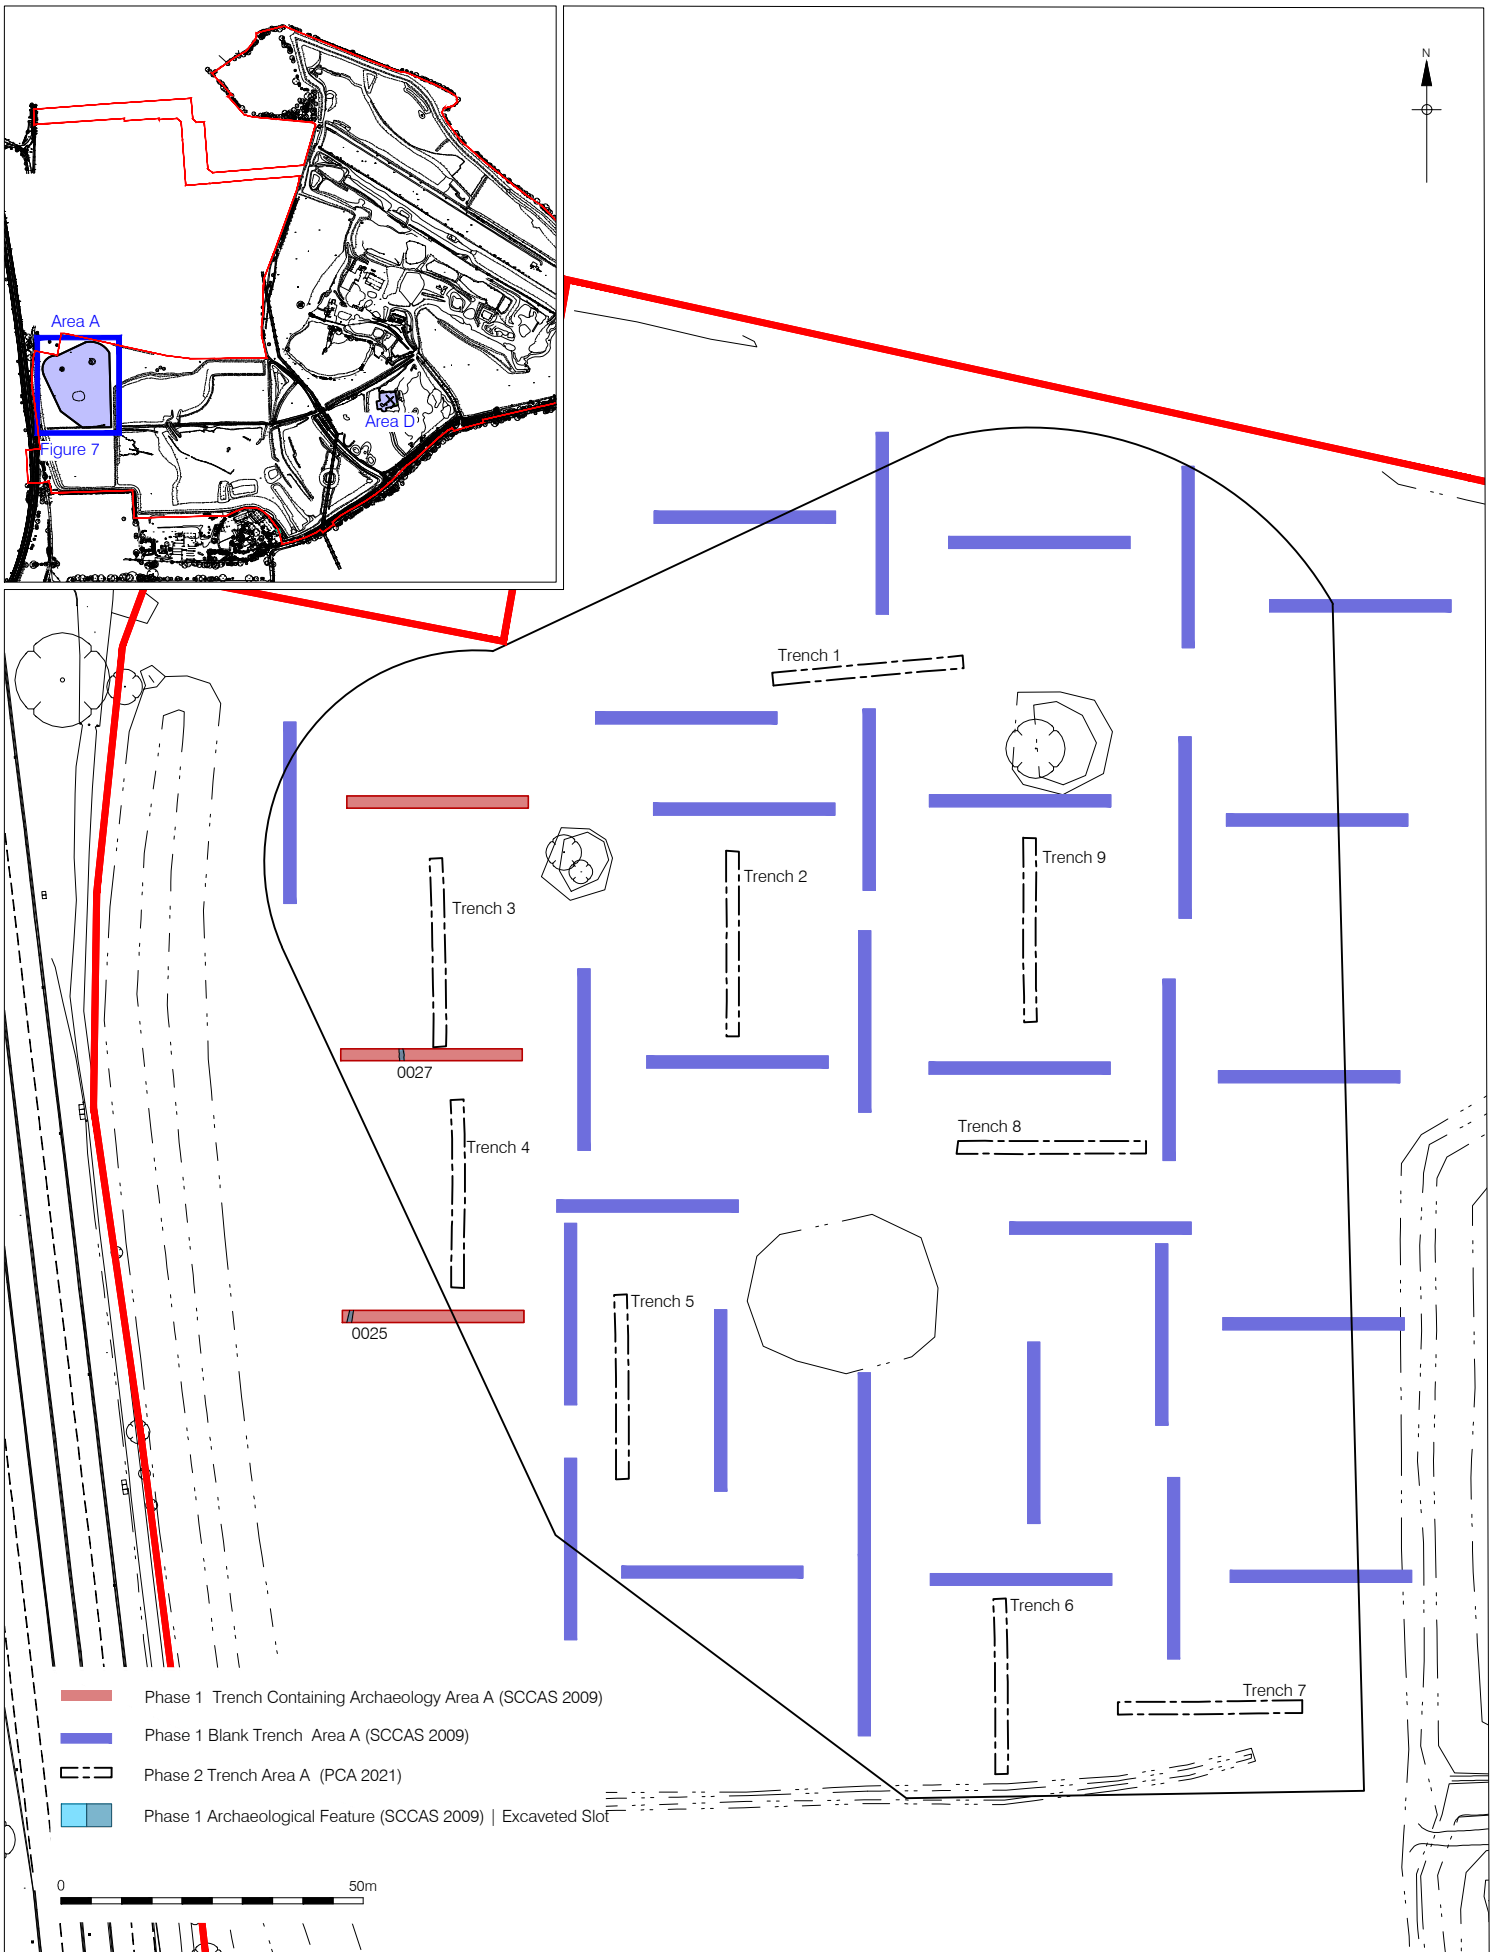 N
Area A
Area D
Figure 7
Trench 1
Trench 9
Trench 2
Trench 3
0027
Trench 8
Trench 4
Trench 5
0025
Trench 6
Trench 7
Phase 1 Trench Containing Archaeology Area A (SCCAS 2009)
Phase 1 Blank Trench Area A (SCCAS 2009)
Phase 2 Trench Area A (PCA 2021)
Phase 1 Archaeological Feature (SCCAS 2009) | Excaveted Slot
0 50m